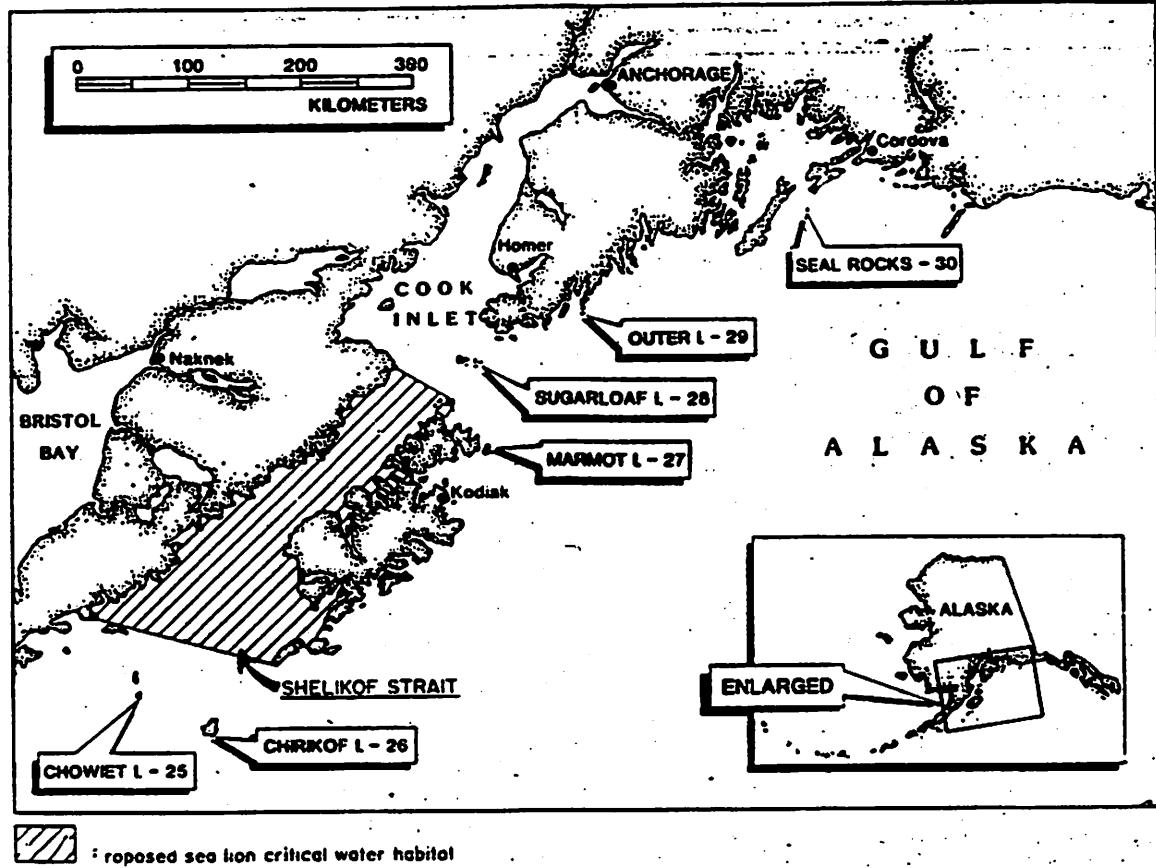 0 100 200 300
KILOMETERS
ANCHORAGE
Cordova
SEAL ROCKS - 30
Homer
COOK
INLET
OUTER I. - 29
GULF
OF
ALASKA
Naknek
SUGARLOAF I. - 28
BRISTOL
BAY
MARMOT I. - 27
Kodiak
ALASKA
ENLARGED
SHELIKOF STRAIT
CHIRIKOF I. - 26
CHOWIET I. - 25
: roposed sea lion critical water habitat